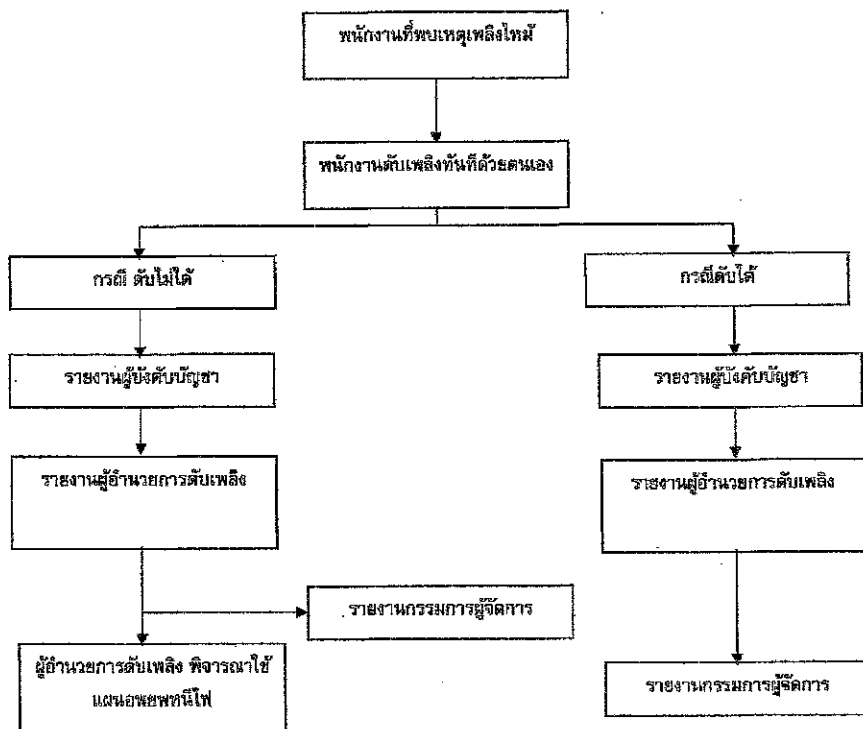 พนักงานที่พบเหตุเพลิงไหม้
พนักงานดับเพลิงทันทีด้วยตนเอง
กรณี ดับไม่ได้
กรณีดับได้
รายงานผู้บังคับบัญชา
รายงานผู้บังคับบัญชา
รายงานผู้อำนวยการดับเพลิง
รายงานผู้อำนวยการดับเพลิง
รายงานกรรมการผู้จัดการ
ผู้อำนวยการดับเพลิง พิจารณาใช้
แผนอพยพหนีไฟ
รายงานกรรมการผู้จัดการ